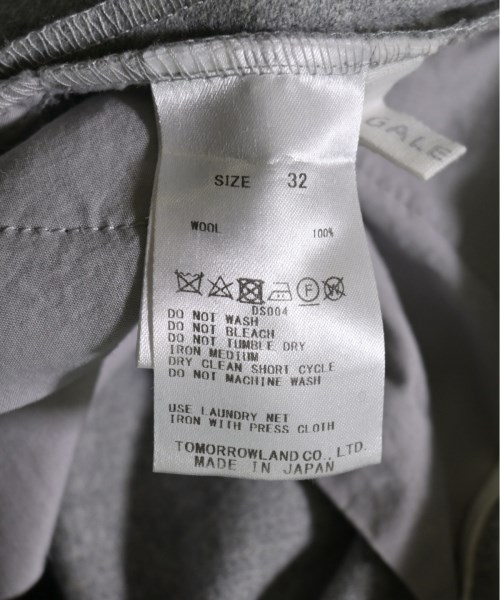 GALE
SIZE 32
WOOL 100%
F W
DS004
DO NOT WASH
DO NOT BLEACH
DO NOT TUMBLE DRY
IRON MEDIUM
DRY CLEAN SHORT CYCLE
DO NOT MACHINE WASH
USE LAUNDRY NET
IRON WITH PRESS CLOTH
TOMORROWLAND CO., LTD.
MADE IN JAPAN